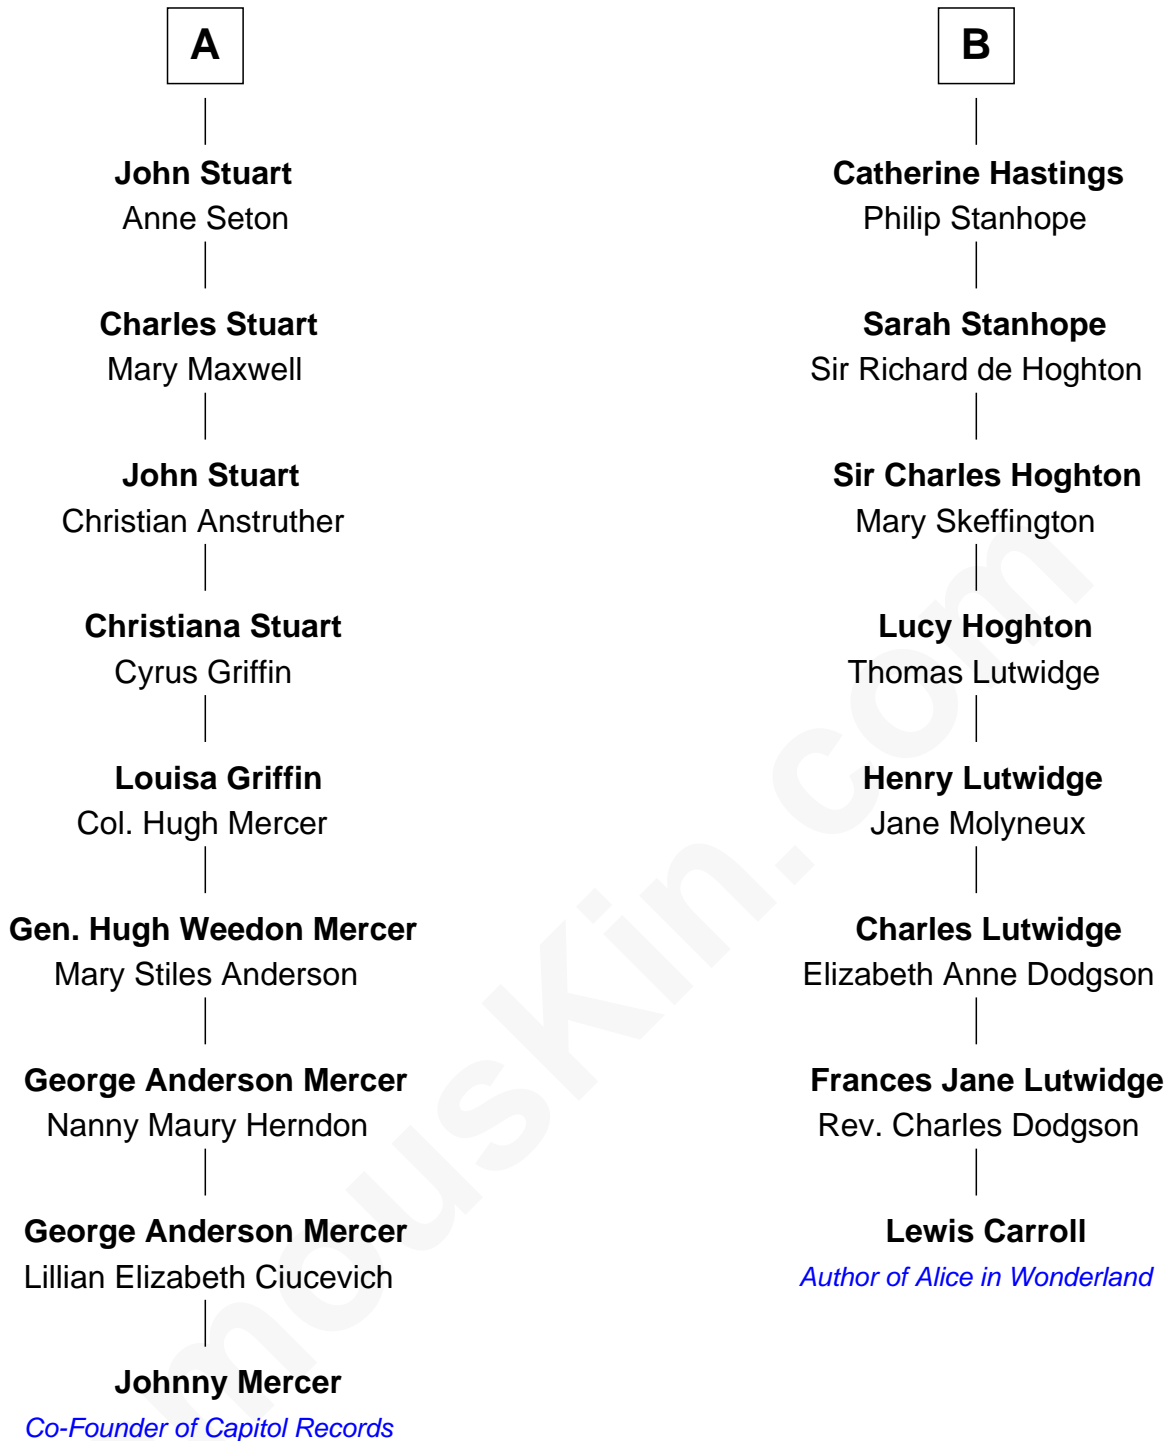 A
John Stuart
Anne Seton
Charles Stuart
Mary Maxwell
John Stuart
Christian Anstruther
Christiana Stuart
Cyrus Griffin
Louisa Griffin
Col. Hugh Mercer
Gen. Hugh Weedon Mercer
Mary Stiles Anderson
George Anderson Mercer
Nanny Maury Herndon
George Anderson Mercer
Lillian Elizabeth Ciucevich
Johnny Mercer
Co-Founder of Capitol Records
B
Catherine Hastings
Philip Stanhope
Sarah Stanhope
Sir Richard de Hoghton
Sir Charles Hoghton
Mary Skeffington
Lucy Hoghton
Thomas Lutwidge
Henry Lutwidge
Jane Molyneux
Charles Lutwidge
Elizabeth Anne Dodgson
Frances Jane Lutwidge
Rev. Charles Dodgson
Lewis Carroll
Author of Alice in Wonderland
mousKin.com